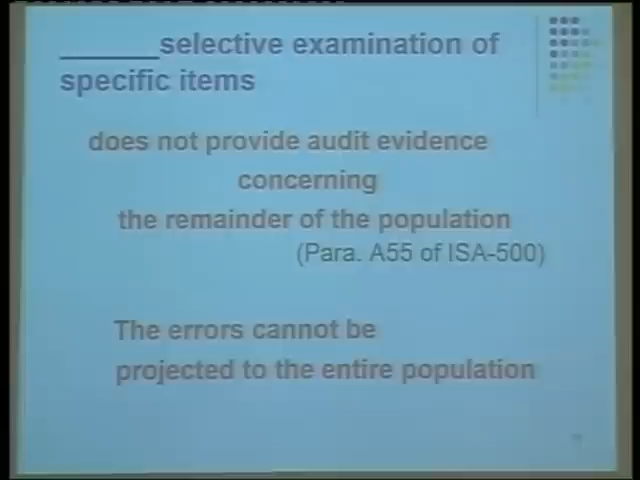 ______selective examination of
specific items
does not provide audit evidence
concerning
the remainder of the population
(Para. A55 of ISA-500)
The errors cannot be
projected to the entire population